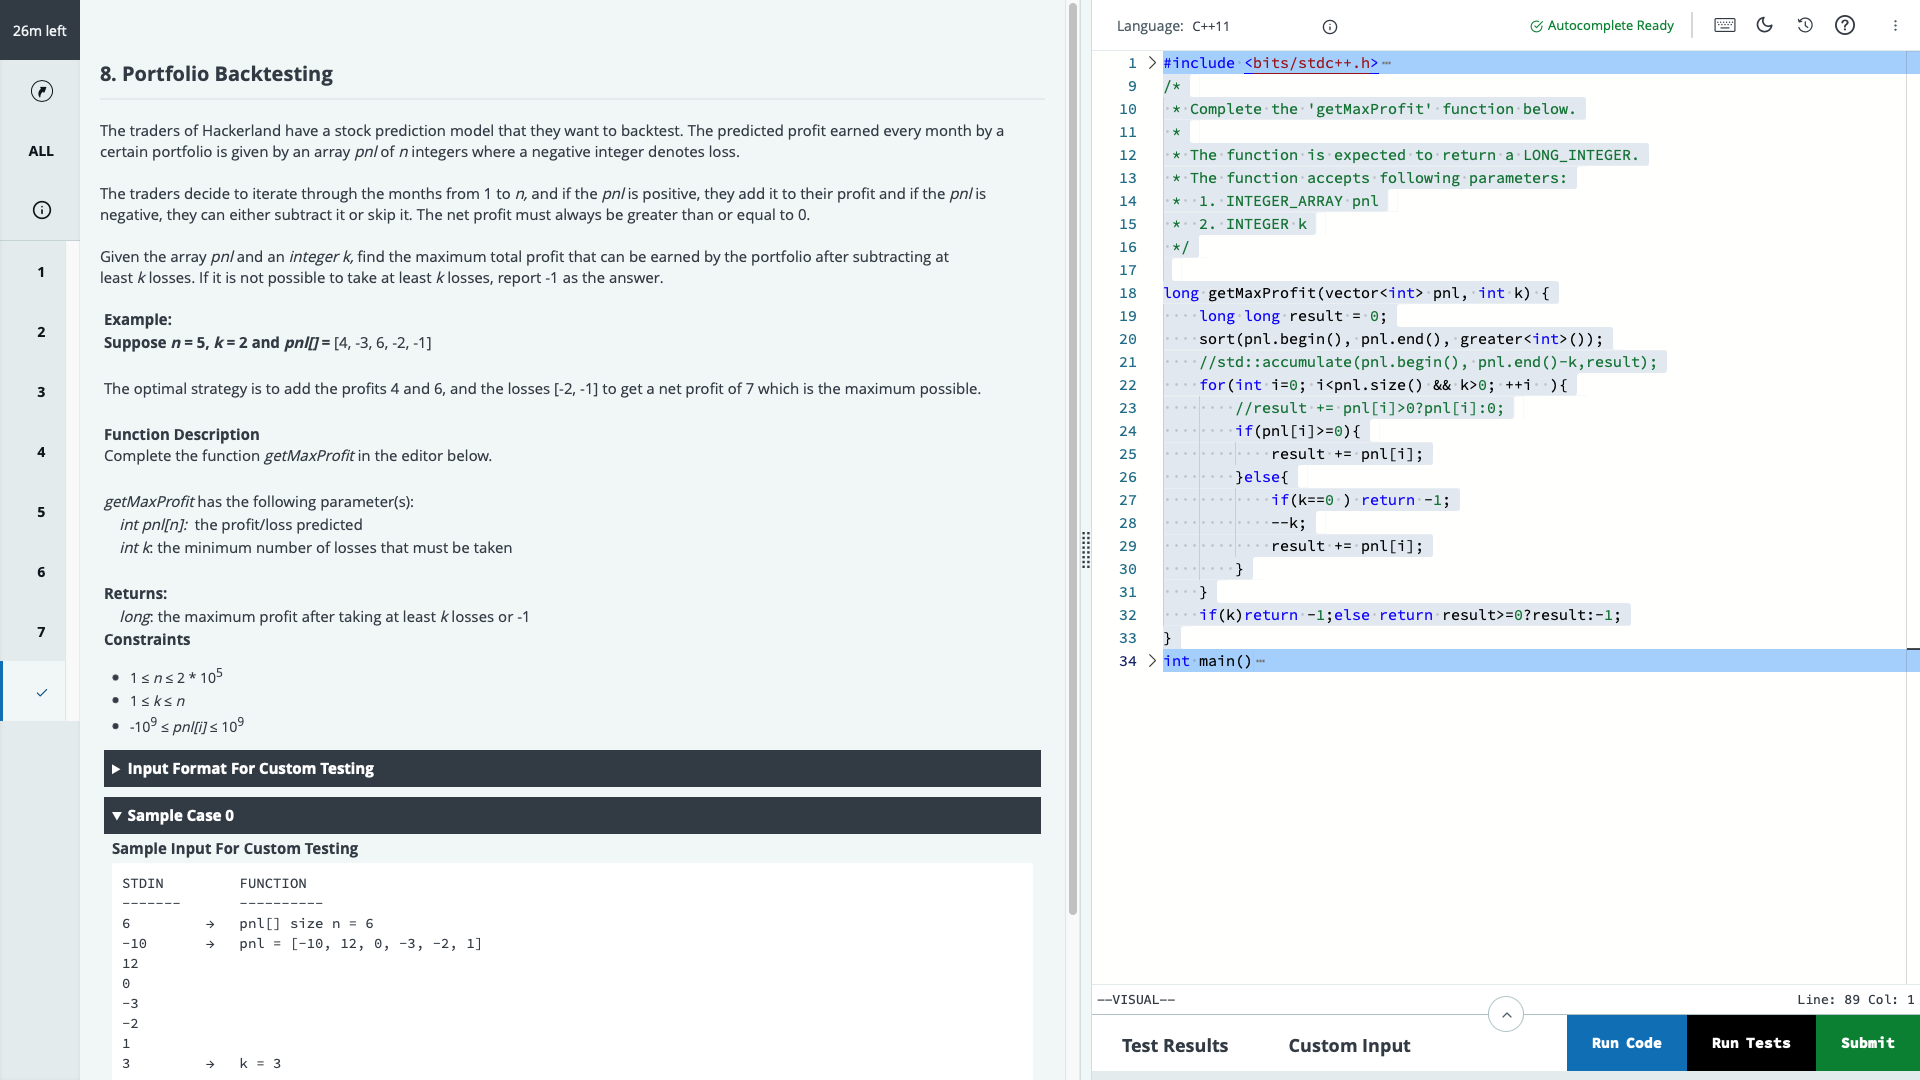 26m left
ALL
1
2
3
4
5
6
7
8. Portfolio Backtesting
The traders of Hackerland have a stock prediction model that they want to backtest. The predicted profit earned every month by a
certain portfolio is given by an array pnl of n integers where a negative integer denotes loss.
The traders decide to iterate through the months from 1 to n, and if the pnl is positive, they add it to their profit and if the pnl is
negative, they can either subtract it or skip it. The net profit must always be greater than or equal to 0.
Given the array pnl and an integer k, find the maximum total profit that can be earned by the portfolio after subtracting at
least k losses. If it is not possible to take at least k losses, report -1 as the answer.
Example:
Suppose n = 5, k = 2 and pnl[] = [4, -3, 6, -2, -1]
The optimal strategy is to add the profits 4 and 6, and the losses [-2, -1] to get a net profit of 7 which is the maximum possible.
Function Description
Complete the function getMaxProfit in the editor below.
getMaxProfit has the following parameter(s):
int pnl[n]: the profit/loss predicted
int k: the minimum number of losses that must be taken
Returns:
long: the maximum profit after taking at least k losses or -1
Constraints
• 1 ≤ n ≤ 2 * 10^5
• 1 ≤ k ≤ n
• -10^9 ≤ pnl[i] ≤ 10^9
▶ Input Format For Custom Testing
▼ Sample Case 0
Sample Input For Custom Testing
STDIN FUNCTION
------- ----------
6 → pnl[] size n = 6
-10 → pnl = [-10, 12, 0, -3, -2, 1]
12
0
-3
-2
1
3 → k = 3
Language: C++11
Autocomplete Ready
1 #include <bits/stdc++.h>
9 /*
10 * Complete the 'getMaxProfit' function below.
11 *
12 * The function is expected to return a LONG_INTEGER.
13 * The function accepts following parameters:
14 * 1. INTEGER_ARRAY pnl
15 * 2. INTEGER k
16 */
17
18 long getMaxProfit(vector<int> pnl, int k) {
19 long long result = 0;
20 sort(pnl.begin(), pnl.end(), greater<int>());
21 //std::accumulate(pnl.begin(), pnl.end()-k,result);
22 for(int i=0; i<pnl.size() && k>0; ++i ){
23 //result += pnl[i]>0?pnl[i]:0;
24 if(pnl[i]>=0){
25 result += pnl[i];
26 }else{
27 if(k==0 ) return -1;
28 --k;
29 result += pnl[i];
30 }
31 }
32 if(k)return -1;else return result>=0?result:-1;
33 }
34 int main()
--VISUAL--
Line: 89 Col: 1
Test Results
Custom Input
Run Code
Run Tests
Submit